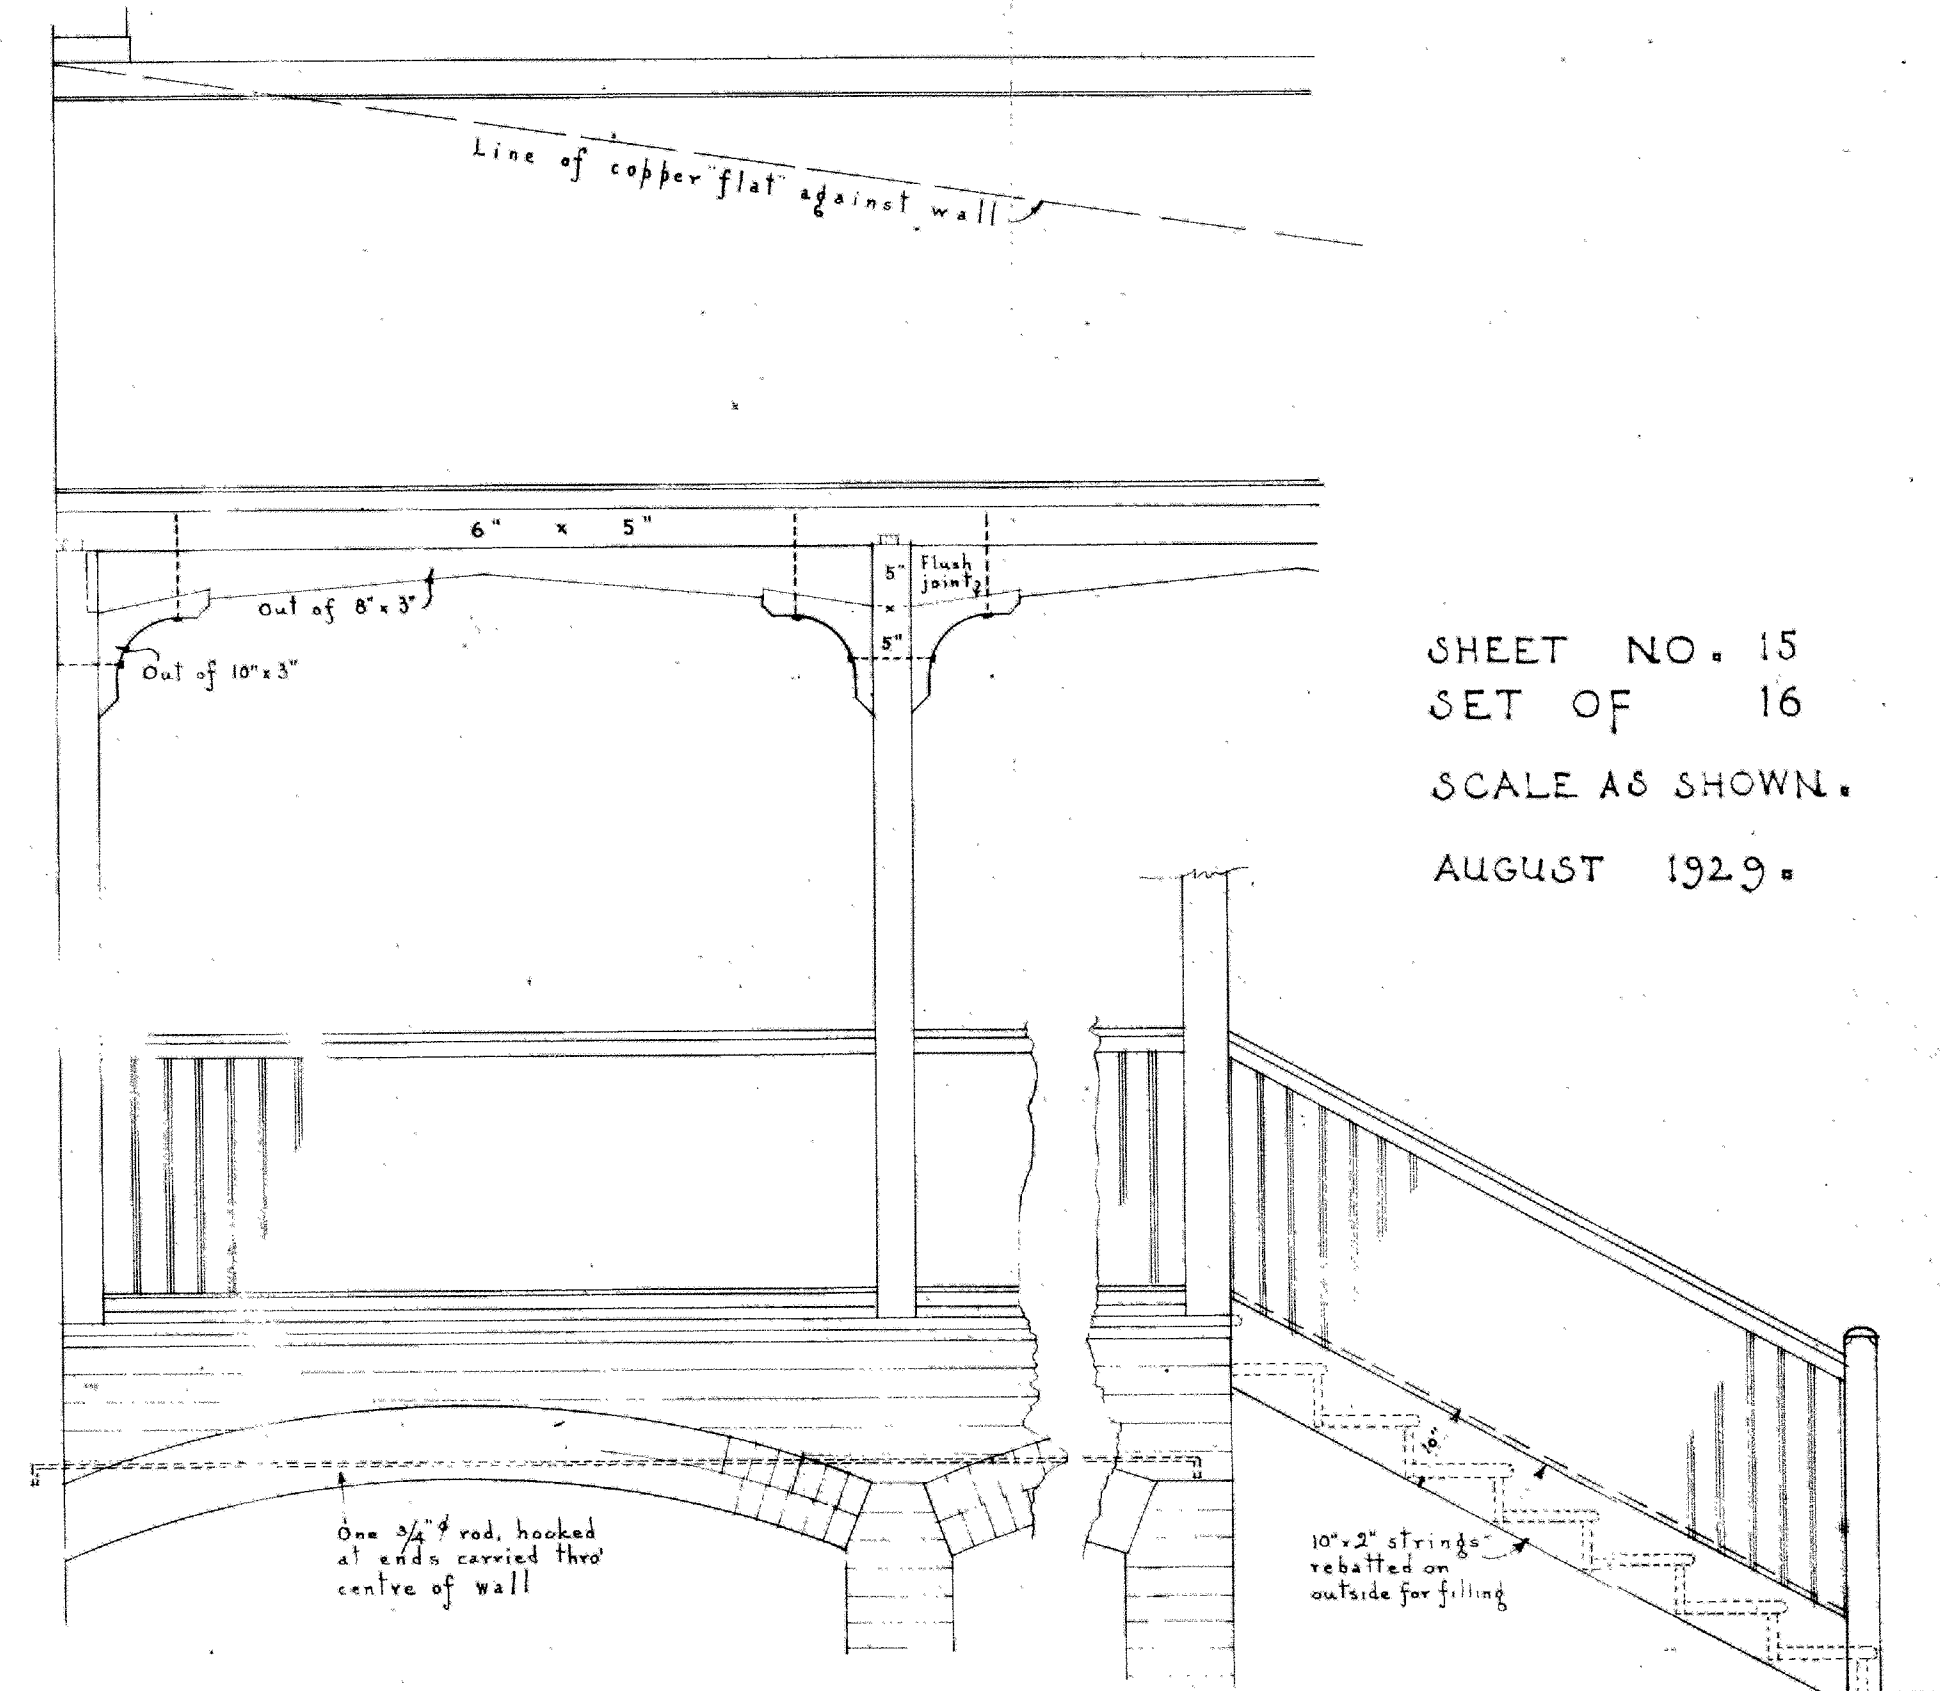 Line of copper "flat" against wall
6" x 5"
5"
x
5"
Flush
joint
Out of 8" x 3"
Out of 10" x 3"
SHEET NO. 15
SET OF 16
SCALE AS SHOWN.
AUGUST 1929.
10"
One 3/4" ϕ rod, hooked
at ends carried thro'
centre of wall
10" x 2" strings
rebatted on
outside for filling